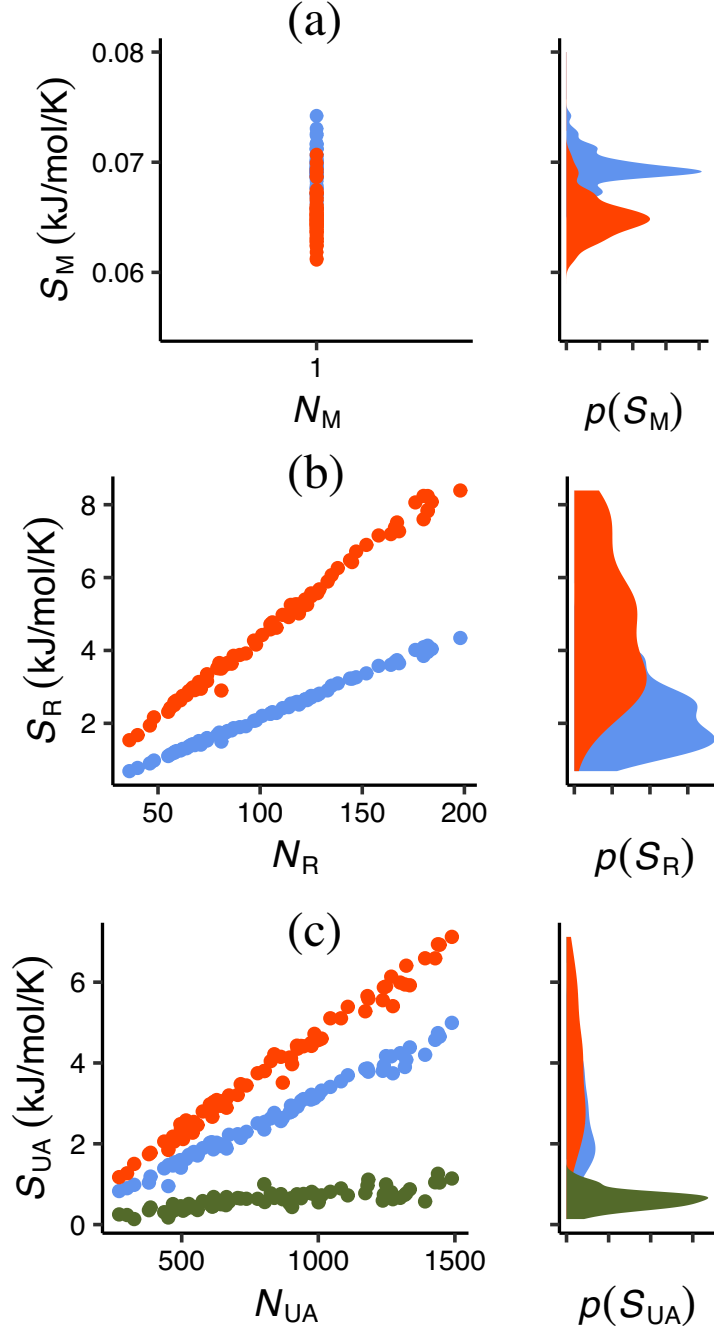 (a)
S_M (kJ/mol/K)
0.08
0.07
0.06
1
N_M
p(S_M)
(b)
S_R (kJ/mol/K)
8
6
4
2
50 100 150 200
N_R
p(S_R)
(c)
S_UA (kJ/mol/K)
6
4
2
0
500 1000 1500
N_UA
p(S_UA)